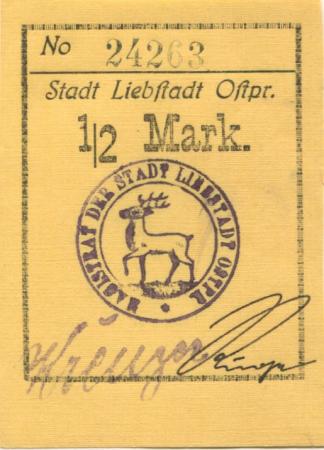 No 24263
Stadt Liebstadt Ostpr.
1/2 Mark.
MAGISTRAT DER STADT LIEBSTADT OSTPR.